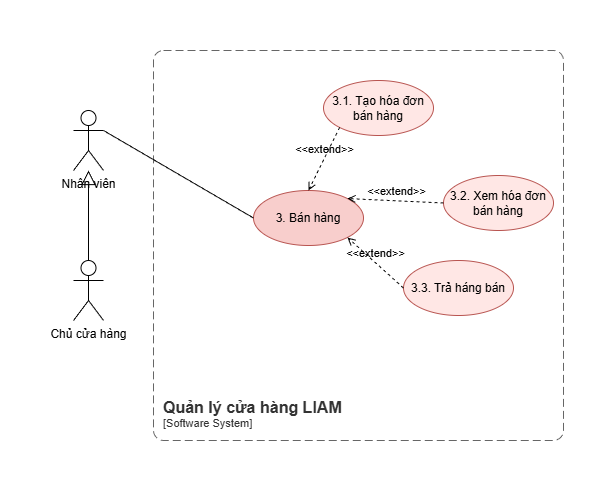 3.1. Tạo hóa đơn
bán hàng
<<extend>>
Nhân viên
<<extend>>
3.2. Xem hóa đơn
bán hàng
3. Bán hàng
<<extend>>
3.3. Trả háng bán
Chủ cửa hàng
Quản lý cửa hàng LIAM
[Software System]